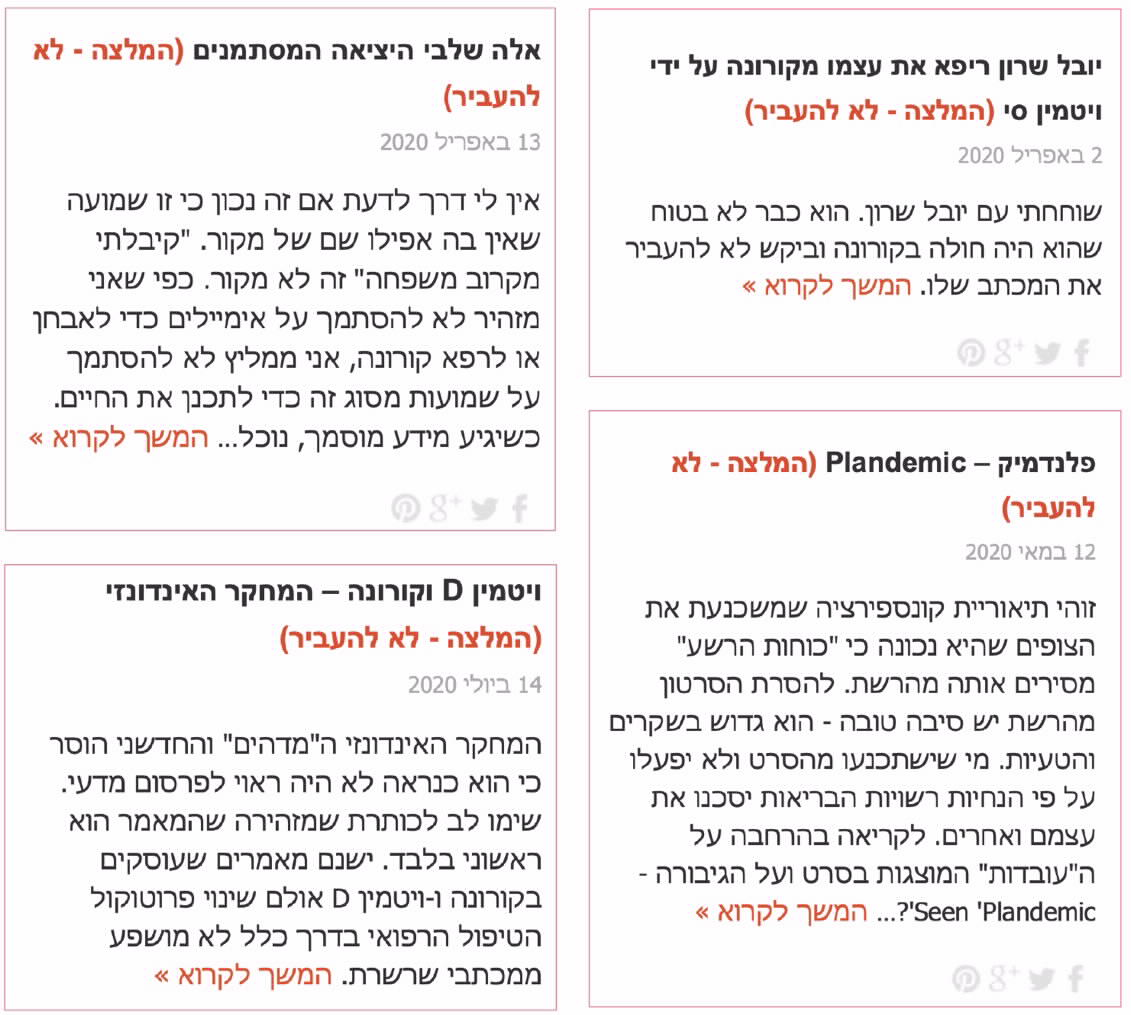 יובל שרון ריפא את עצמו מקורונה על ידי
ויטמין סי (המלצה - לא להעביר)
2 באפריל 2020
שוחחתי עם יובל שרון. הוא כבר לא בטוח
שהוא היה חולה בקורונה וביקש לא להעביר
את המכתב שלו. המשך לקרוא »
פלנדמיק – Plandemic (המלצה - לא
להעביר)
12 במאי 2020
זוהי תיאוריית קונספירציה שמשכנעת את
הצופים שהיא נכונה כי "כוחות הרשע"
מסירים אותה מהרשת. להסרת הסרטון
מהרשת יש סיבה טובה - הוא גדוש בשקרים
והטעיות. מי שישתכנעו מהסרט ולא יפעלו
על פי הנחיות רשויות הבריאות יסכנו את
עצמם ואחרים. לקריאה בהרחבה על
ה"עובדות" המוצגות בסרט ועל הגיבורה -
Seen 'Plandemic'?... המשך לקרוא »
אלה שלבי היציאה המסתמנים (המלצה - לא
להעביר)
13 באפריל 2020
אין לי דרך לדעת אם זה נכון כי זו שמועה
שאין בה אפילו שם של מקור. "קיבלתי
מקרוב משפחה" זה לא מקור. כפי שאני
מזהיר לא להסתמך על אימיילים כדי לאבחן
או לרפא קורונה, אני ממליץ לא להסתמך
על שמועות מסוג זה כדי לתכנן את החיים.
כשיגיע מידע מוסמך, נוכל... המשך לקרוא »
ויטמין D וקורונה – המחקר האינדונזי
(המלצה - לא להעביר)
14 ביולי 2020
המחקר האינדונזי ה"מדהים" והחדשני הוסר
כי הוא כנראה לא היה ראוי לפרסום מדעי.
שימו לב לכותרת שמזהירה שהמאמר הוא
ראשוני בלבד. ישנם מאמרים שעוסקים
בקורונה ו-ויטמין D אולם שינוי פרוטוקול
הטיפול הרפואי בדרך כלל לא מושפע
ממכתבי שרשרת. המשך לקרוא »